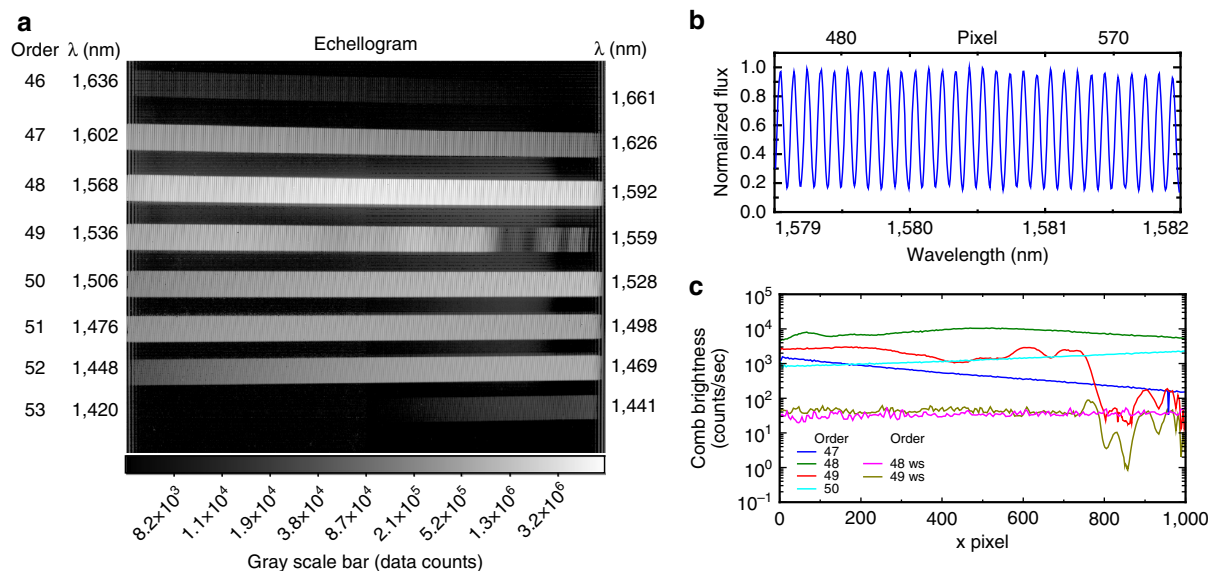 a
Order λ (nm) Echellogram λ (nm)
46 1,636 1,661
47 1,602 1,626
48 1,568 1,592
49 1,536 1,559
50 1,506 1,528
51 1,476 1,498
52 1,448 1,469
53 1,420 1,441
8.2×10³ 1.1×10⁴ 1.9×10⁴ 3.8×10⁴ 8.7×10⁴ 2.1×10⁵ 5.2×10⁵ 1.3×10⁶ 3.2×10⁶
Gray scale bar (data counts)
b
480 Pixel 570
Normalized flux
1.0
0.8
0.6
0.4
0.2
0.0
1,579 1,580 1,581 1,582
Wavelength (nm)
c
Comb brightness
(counts/sec)
10⁵
10⁴
10³
10²
10¹
10⁰
10⁻¹
Order Order
47
48 48 ws
49 49 ws
50
0 200 400 600 800 1,000
x pixel